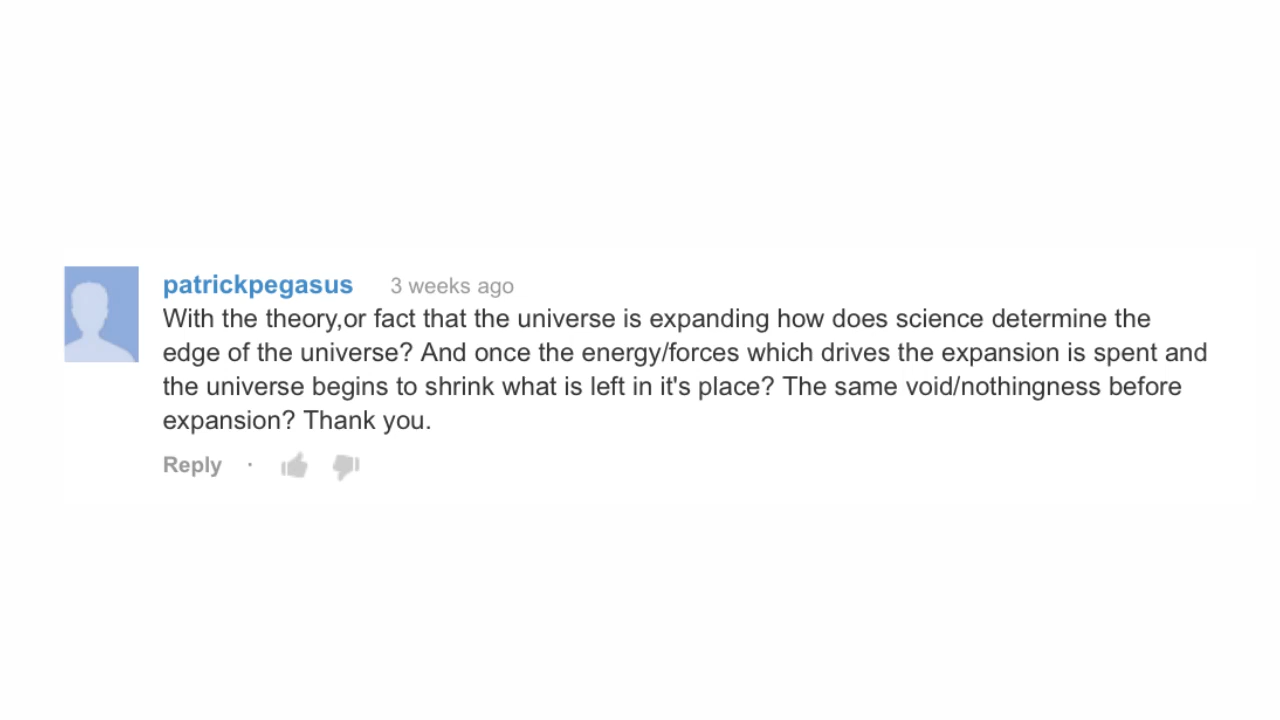 patrickpegasus 3 weeks ago
With the theory,or fact that the universe is expanding how does science determine the
edge of the universe? And once the energy/forces which drives the expansion is spent and
the universe begins to shrink what is left in it's place? The same void/nothingness before
expansion? Thank you.
Reply ·